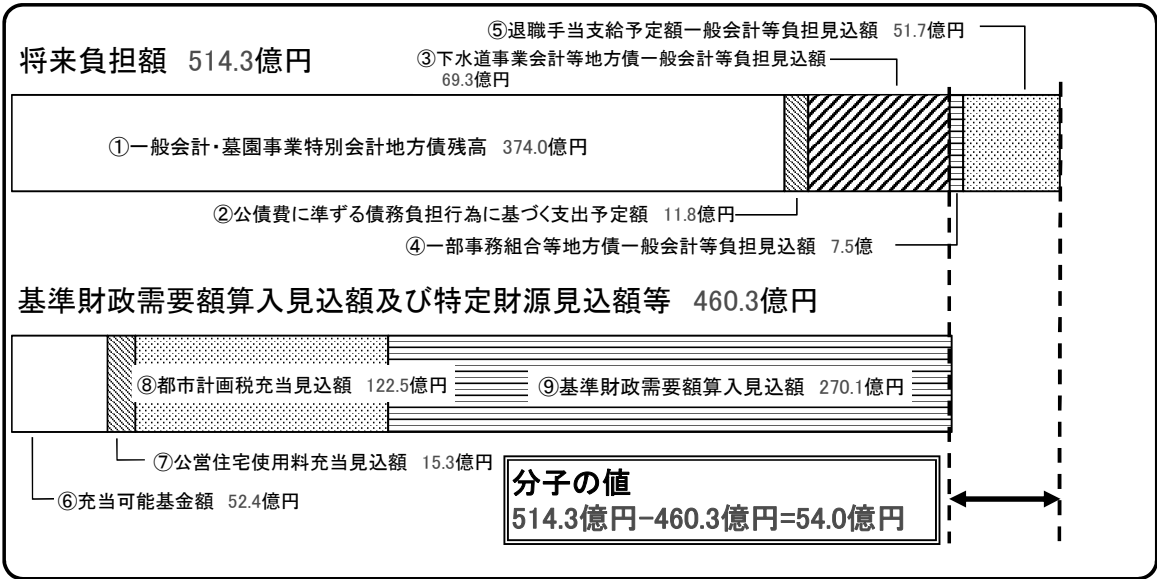 ⑤退職手当支給予定額一般会計等負担見込額 51.7億円
将来負担額 514.3億円
③下水道事業会計等地方債一般会計等負担見込額
69.3億円
①一般会計・墓園事業特別会計地方債残高 374.0億円
②公債費に準ずる債務負担行為に基づく支出予定額 11.8億円
④一部事務組合等地方債一般会計等負担見込額 7.5億
基準財政需要額算入見込額及び特定財源見込額等 460.3億円
⑧都市計画税充当見込額 122.5億円
⑨基準財政需要額算入見込額 270.1億円
⑦公営住宅使用料充当見込額 15.3億円
⑥充当可能基金額 52.4億円
分子の値
514.3億円-460.3億円=54.0億円